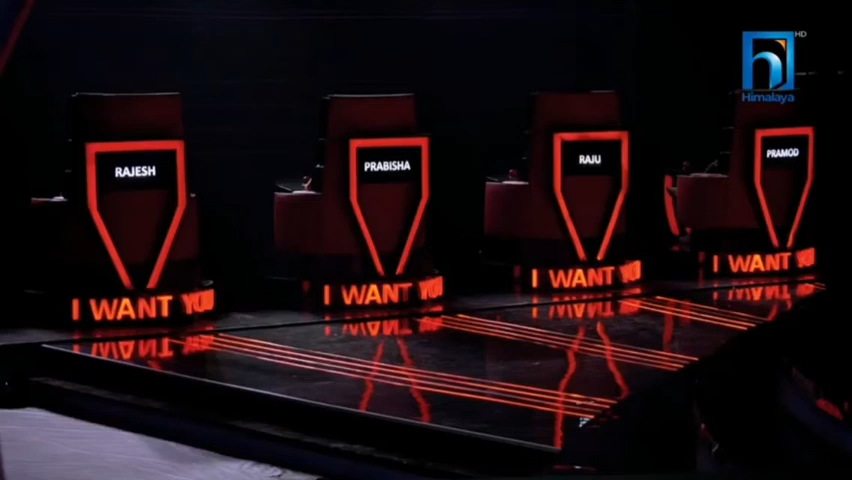 HD
Himalaya
RAJESH
PRABISHA
RAJU
PRAMOD
I WANT YOU
I WANT YOU
I WANT YOU
I WANT YOU